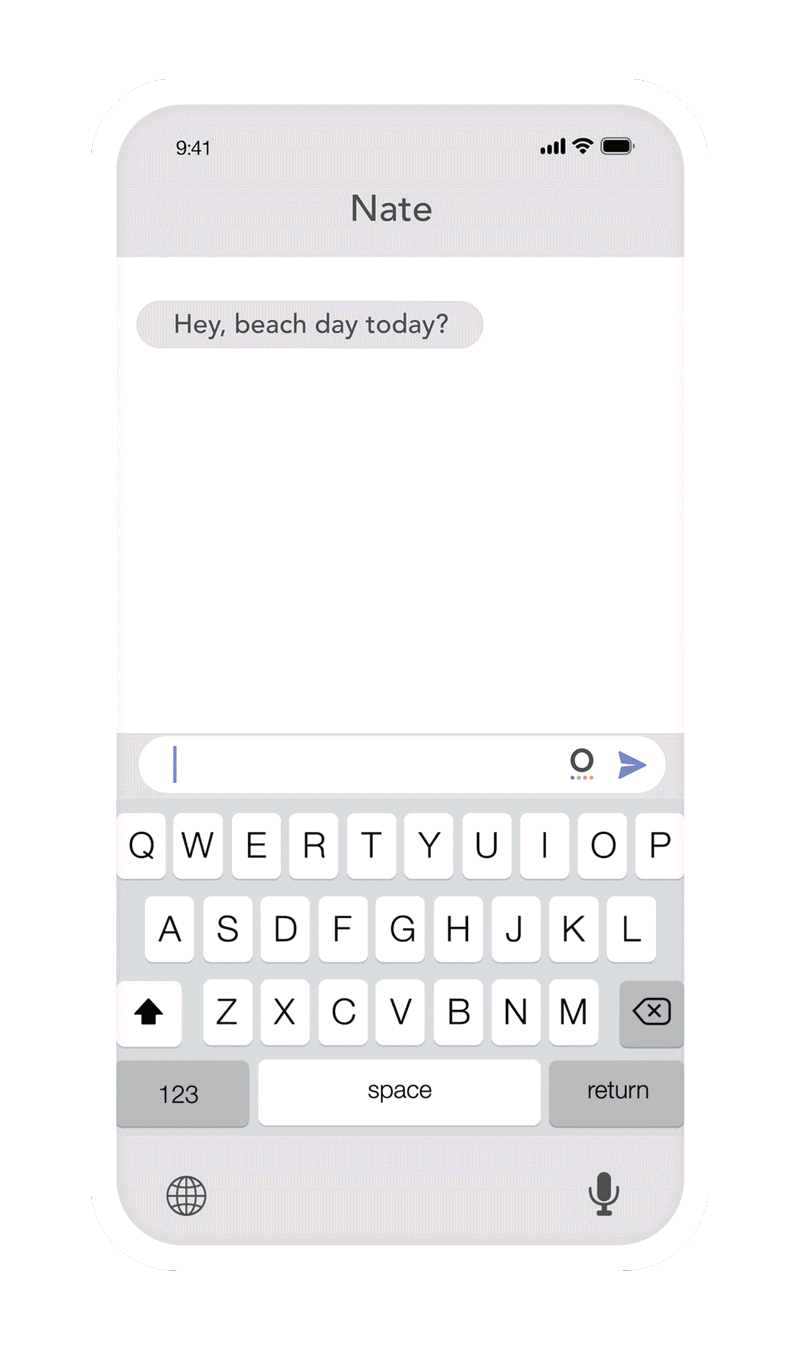 9:41
Nate
Hey, beach day today?
Q W E R T Y U I O P
A S D F G H J K L
Z X C V B N M
123 space return